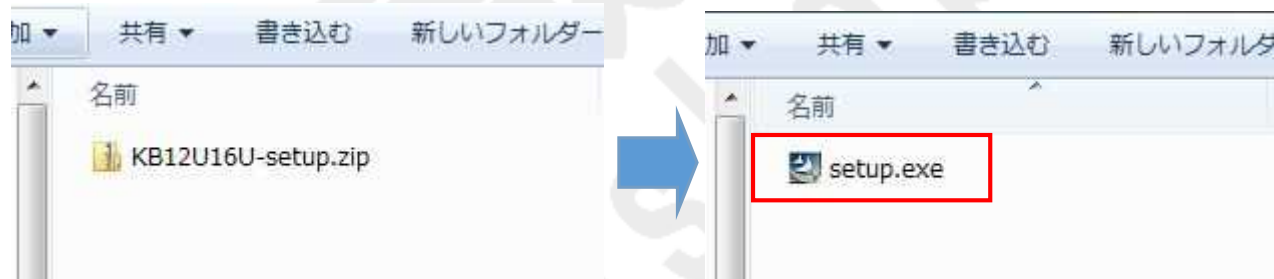 加 共有 書き込む 新しいフォルダー
名前
KB12U16U-setup.zip
加 共有 書き込む 新しいフォルダ
名前
setup.exe